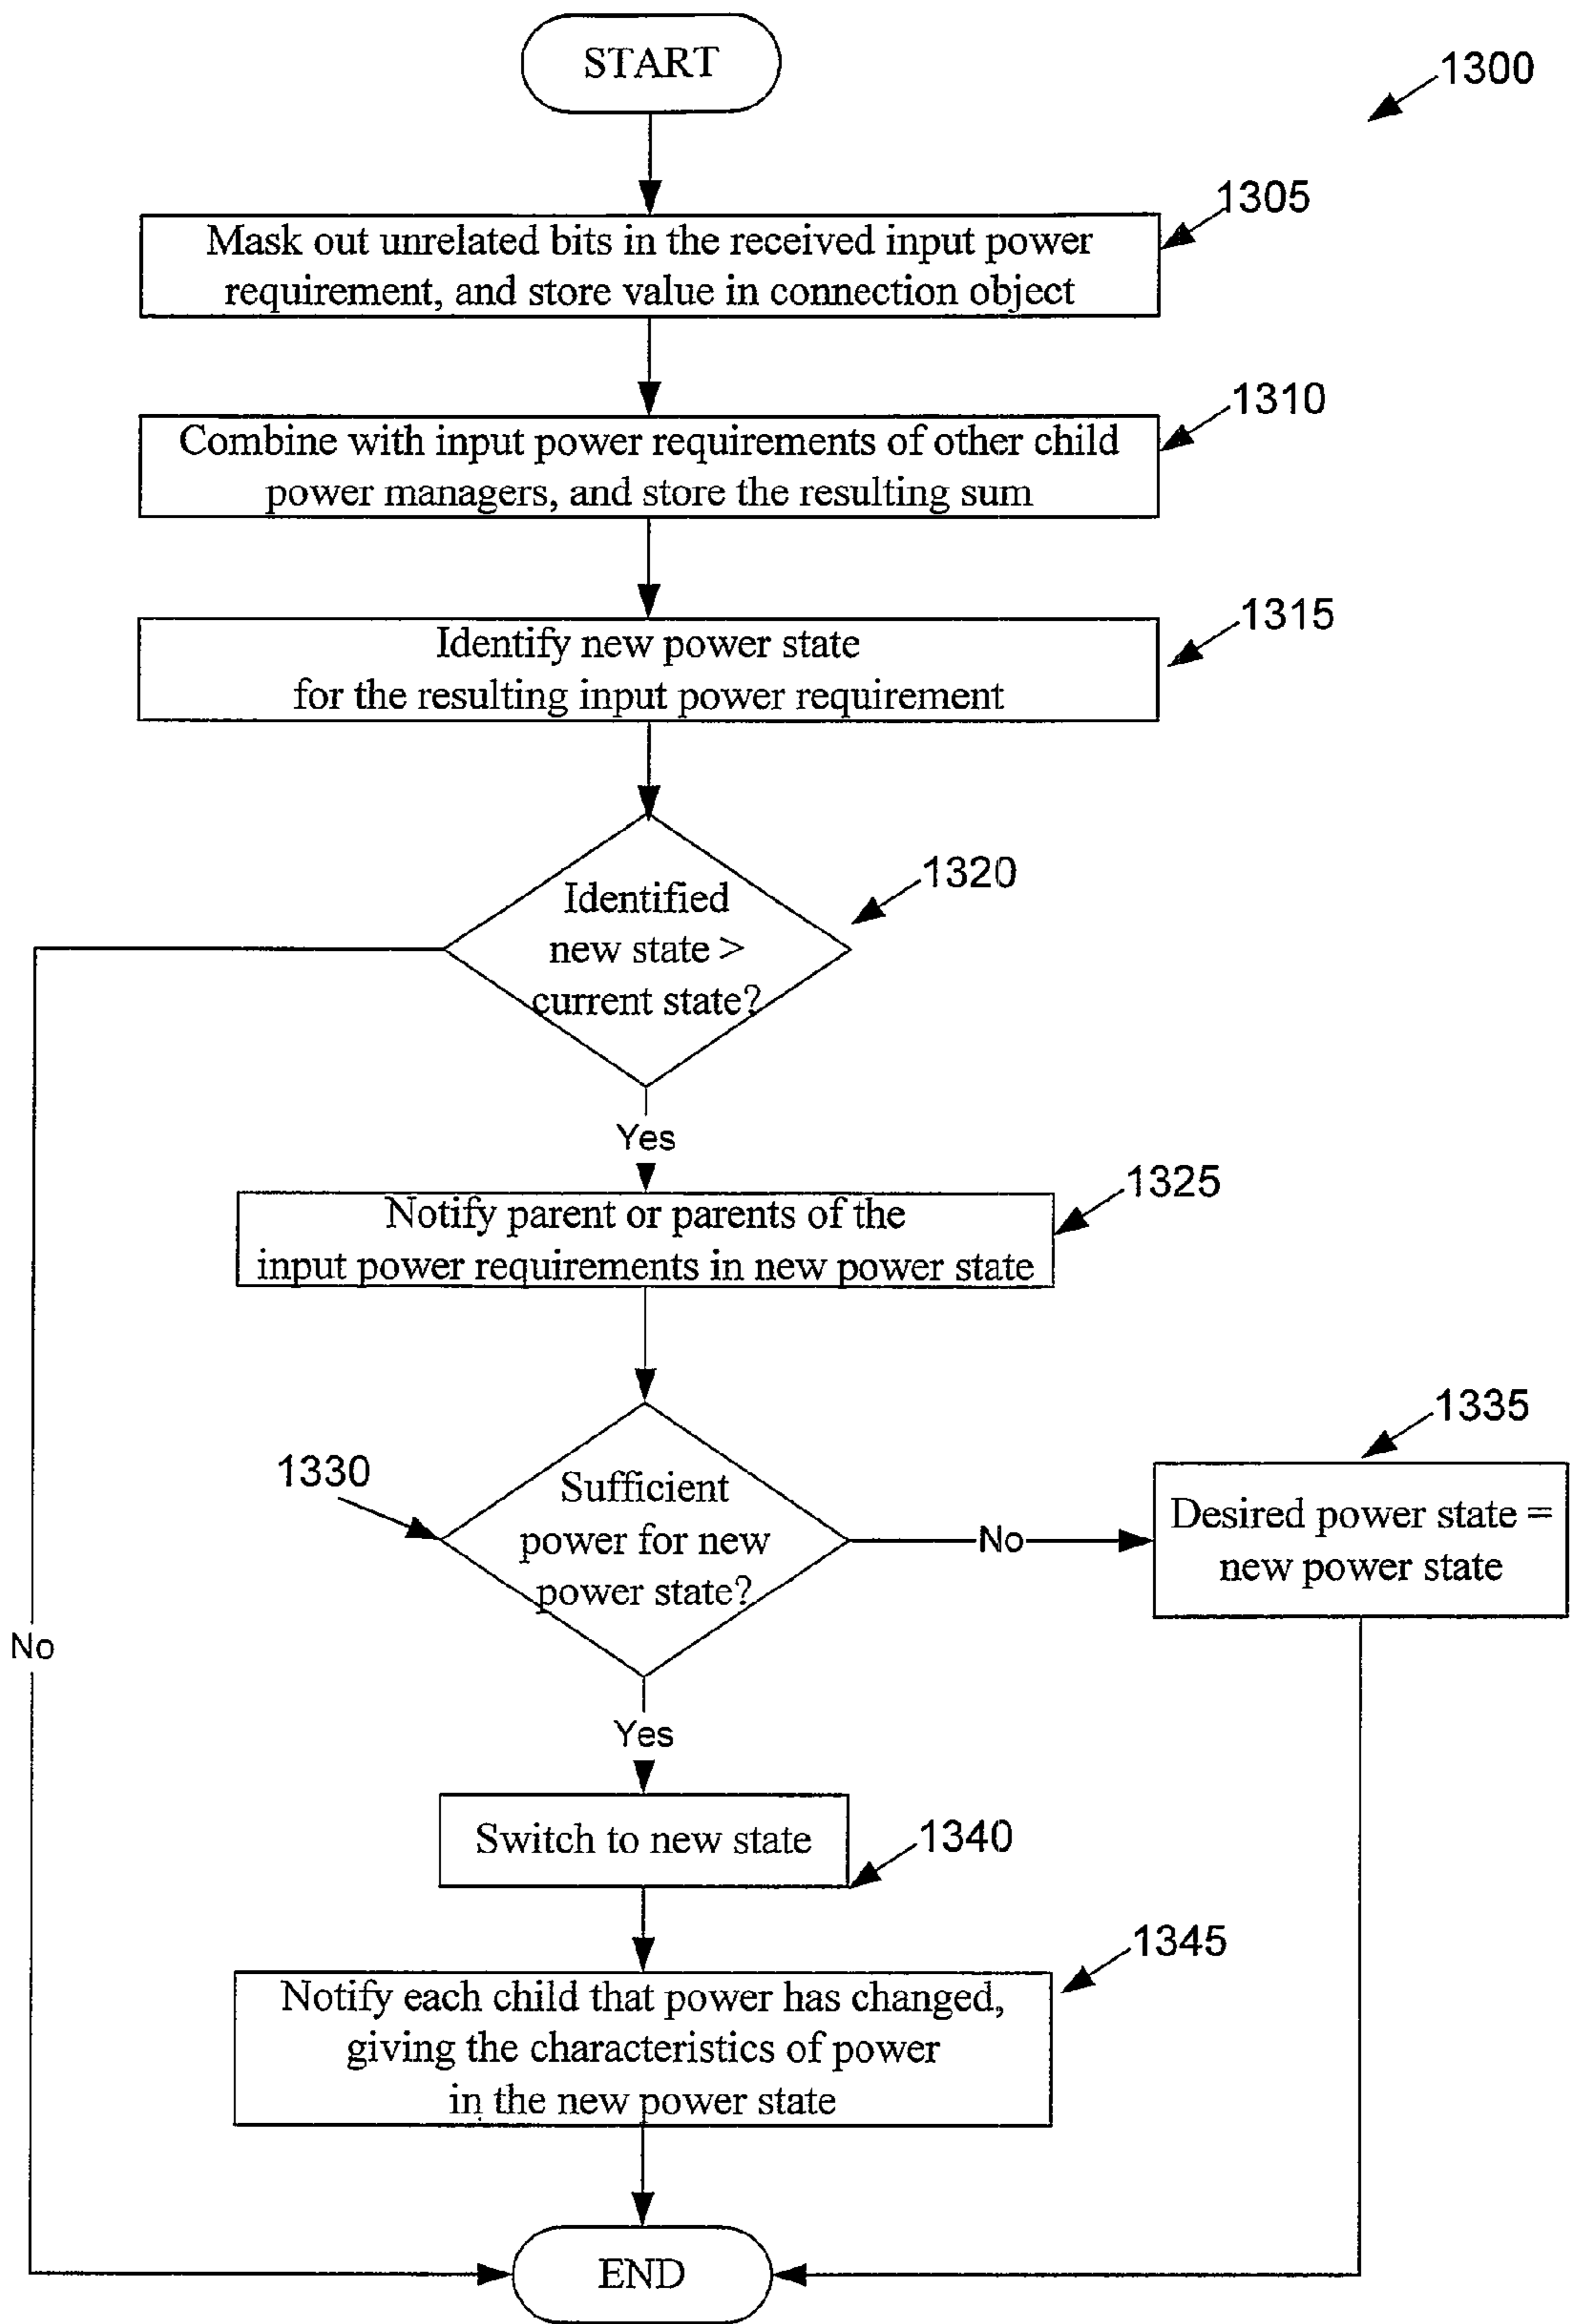 START
1300
1305
Mask out unrelated bits in the received input power
requirement, and store value in connection object
1310
Combine with input power requirements of other child
power managers, and store the resulting sum
1315
Identify new power state
for the resulting input power requirement
1320
Identified
new state >
current state?
Yes
1325
Notify parent or parents of the
input power requirements in new power state
1330
Sufficient
power for new
power state?
No
1335
Desired power state =
new power state
No
Yes
Switch to new state
1340
1345
Notify each child that power has changed,
giving the characteristics of power
in the new power state
END